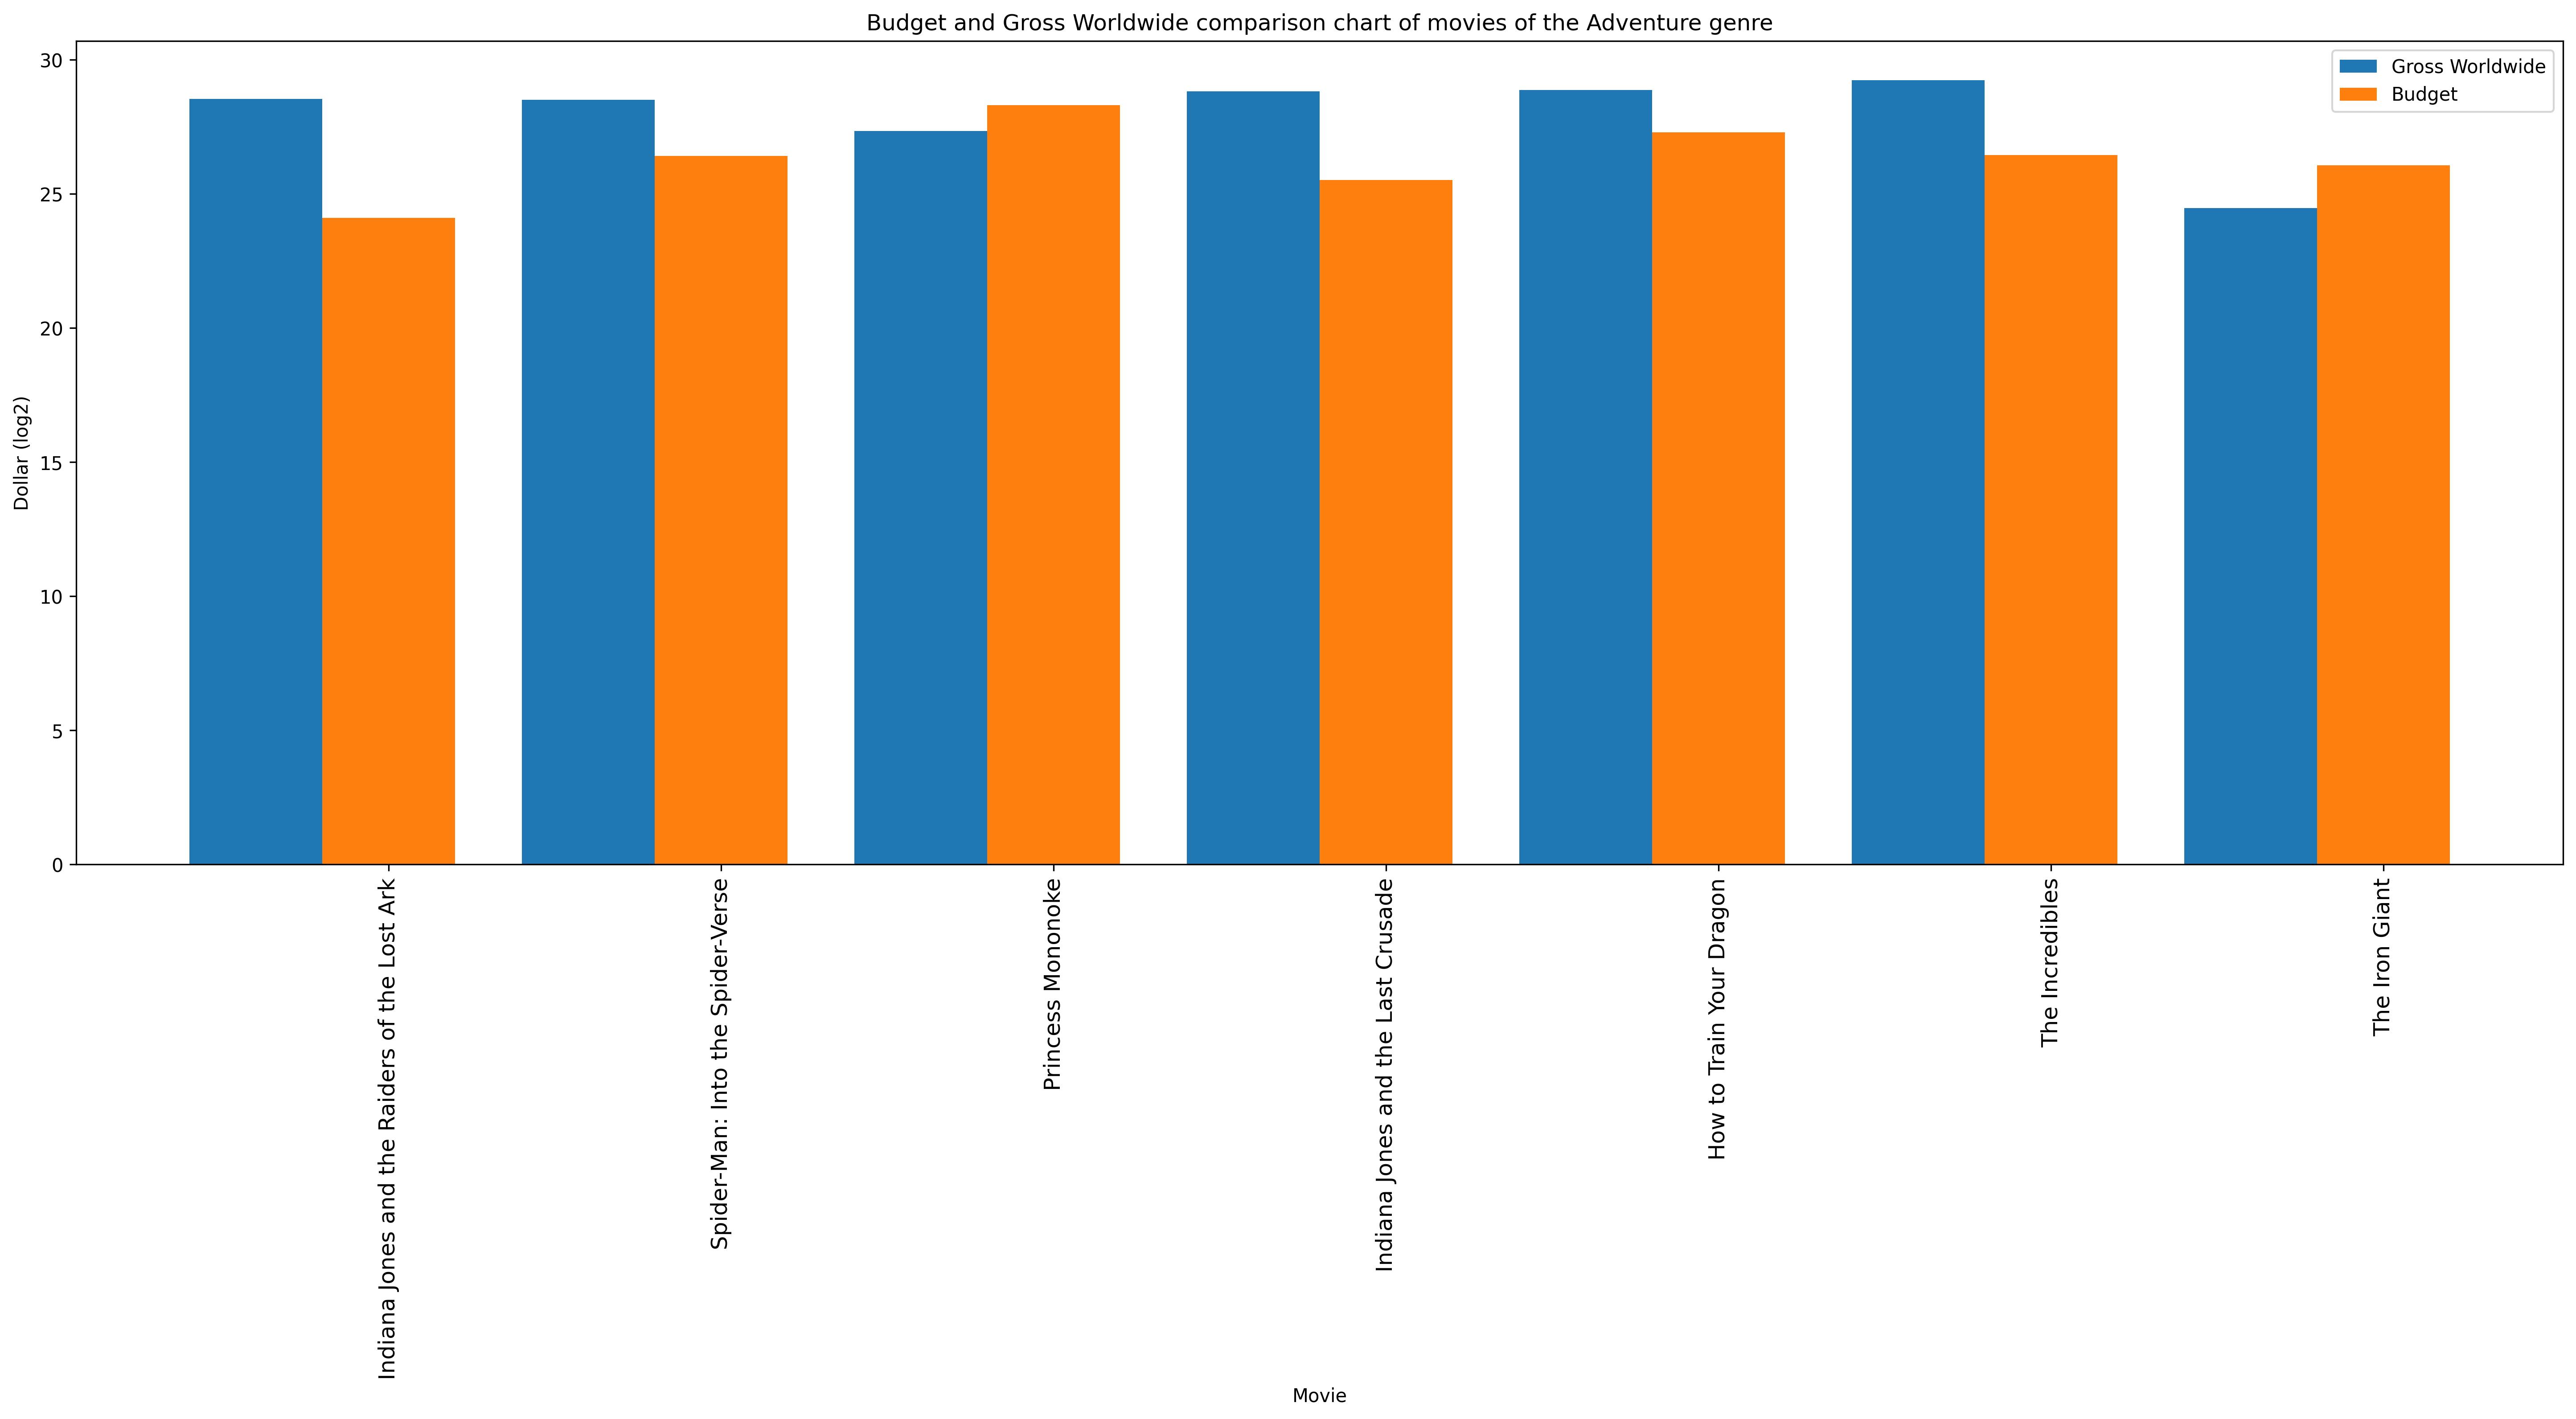 Budget and Gross Worldwide comparison chart of movies of the Adventure genre
Gross Worldwide
Budget
Dollar (log2)
30
25
20
15
10
5
0
Indiana Jones and the Raiders of the Lost Ark
Spider-Man: Into the Spider-Verse
Princess Mononoke
Indiana Jones and the Last Crusade
How to Train Your Dragon
The Incredibles
The Iron Giant
Movie